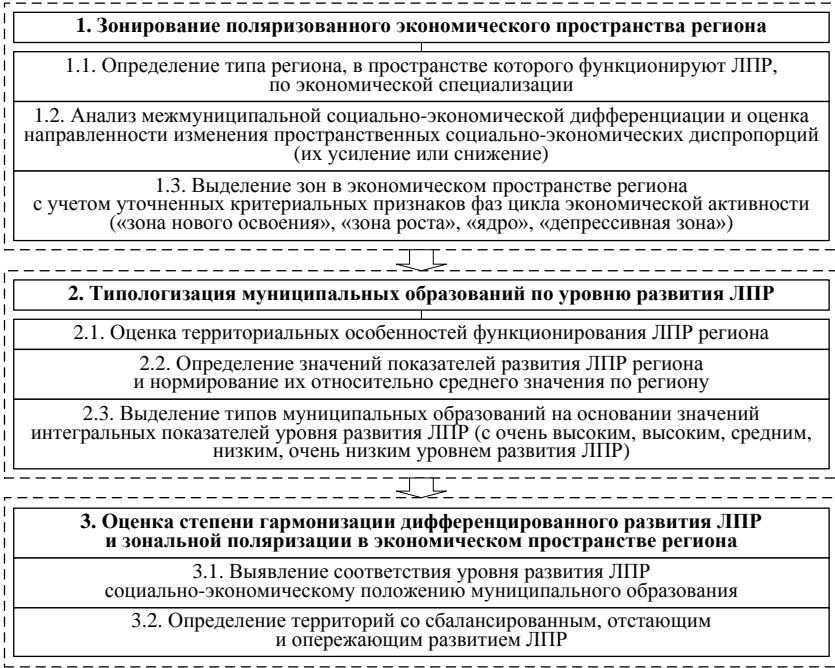 1. Зонирование поляризованного экономического пространства региона
1.1. Определение типа региона, в пространстве которого функционируют ЛПР,
по экономической специализации
1.2. Анализ межмуниципальной социально-экономической дифференциации и оценка
направленности изменения пространственных социально-экономических диспропорций
(их усиление или снижение)
1.3. Выделение зон в экономическом пространстве региона
с учетом уточненных критериальных признаков фаз цикла экономической активности
(«зона нового освоения», «зона роста», «ядро», «депрессивная зона»)
2. Типологизация муниципальных образований по уровню развития ЛПР
2.1. Оценка территориальных особенностей функционирования ЛПР региона
2.2. Определение значений показателей развития ЛПР региона
и нормирование их относительно среднего значения по региону
2.3. Выделение типов муниципальных образований на основании значений
интегральных показателей уровня развития ЛПР (с очень высоким, высоким, средним,
низким, очень низким уровнем развития ЛПР)
3. Оценка степени гармонизации дифференцированного развития ЛПР
и зональной поляризации в экономическом пространстве региона
3.1. Выявление соответствия уровня развития ЛПР
социально-экономическому положению муниципального образования
3.2. Определение территорий со сбалансированным, отстающим
и опережающим развитием ЛПР